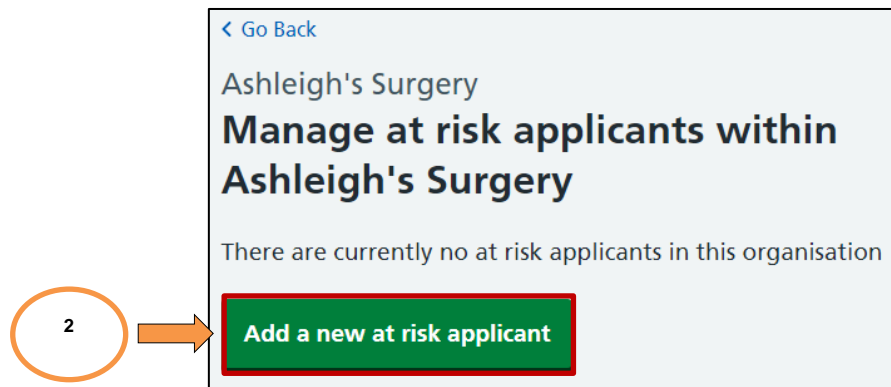 Go Back
Ashleigh's Surgery
Manage at risk applicants within
Ashleigh's Surgery
There are currently no at risk applicants in this organisation
2
Add a new at risk applicant